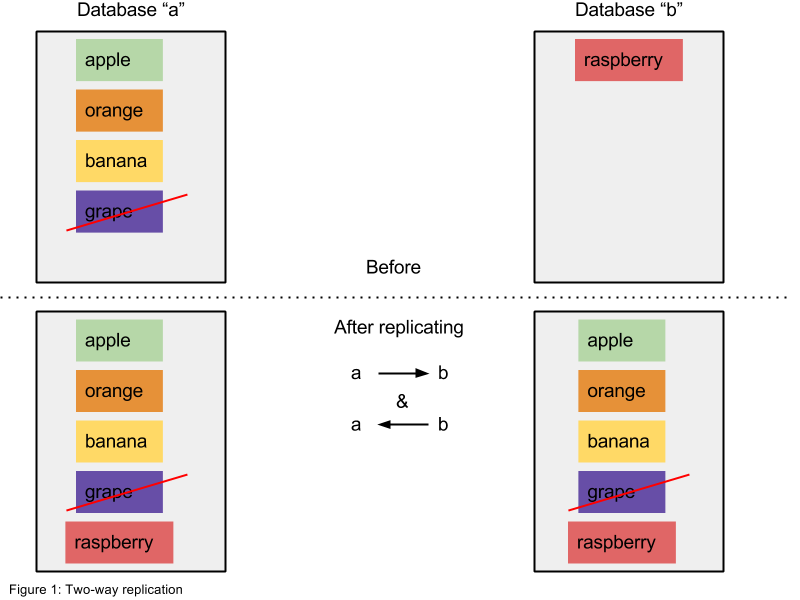 Database “a”
Database “b”
apple
orange
banana
grape
raspberry
Before
After replicating
a b
&
a b
apple
orange
banana
grape
raspberry
apple
orange
banana
grape
raspberry
Figure 1: Two-way replication